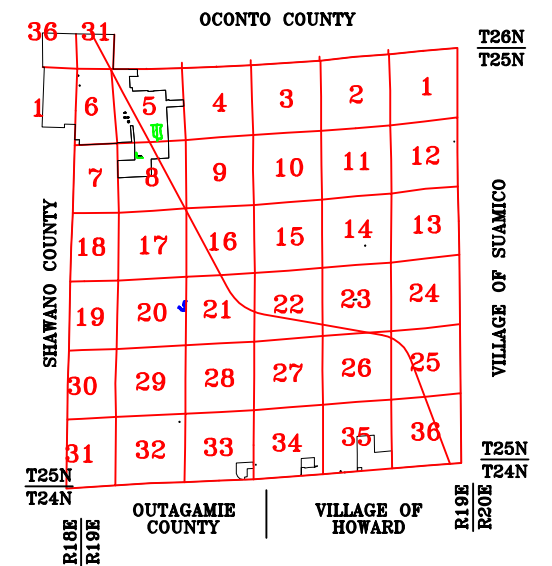 OCONTO COUNTY
36 31
T26N
T25N
1 6 5 4 3 2 1
7 8 9 10 11 12
18 17 16 15 14 13
19 20 21 22 23 24
30 29 28 27 26 25
31 32 33 34 35 36
SHAWANO COUNTY
VILLAGE OF SUAMICO
T25N
T24N
T25N
T24N
R18E
R19E
OUTAGAMIE
COUNTY
VILLAGE OF
HOWARD
R19E
R20E